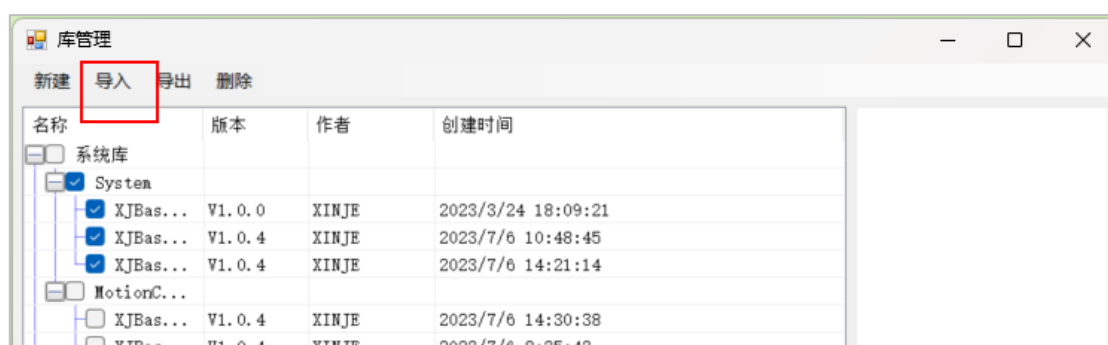 库管理
新建 导入 导出 删除
名称 版本 作者 创建时间
系统库
System
XJBas... V1.0.0 XINJE 2023/3/24 18:09:21
XJBas... V1.0.4 XINJE 2023/7/6 10:48:45
XJBas... V1.0.4 XINJE 2023/7/6 14:21:14
MotionC...
XJBas... V1.0.4 XINJE 2023/7/6 14:30:38